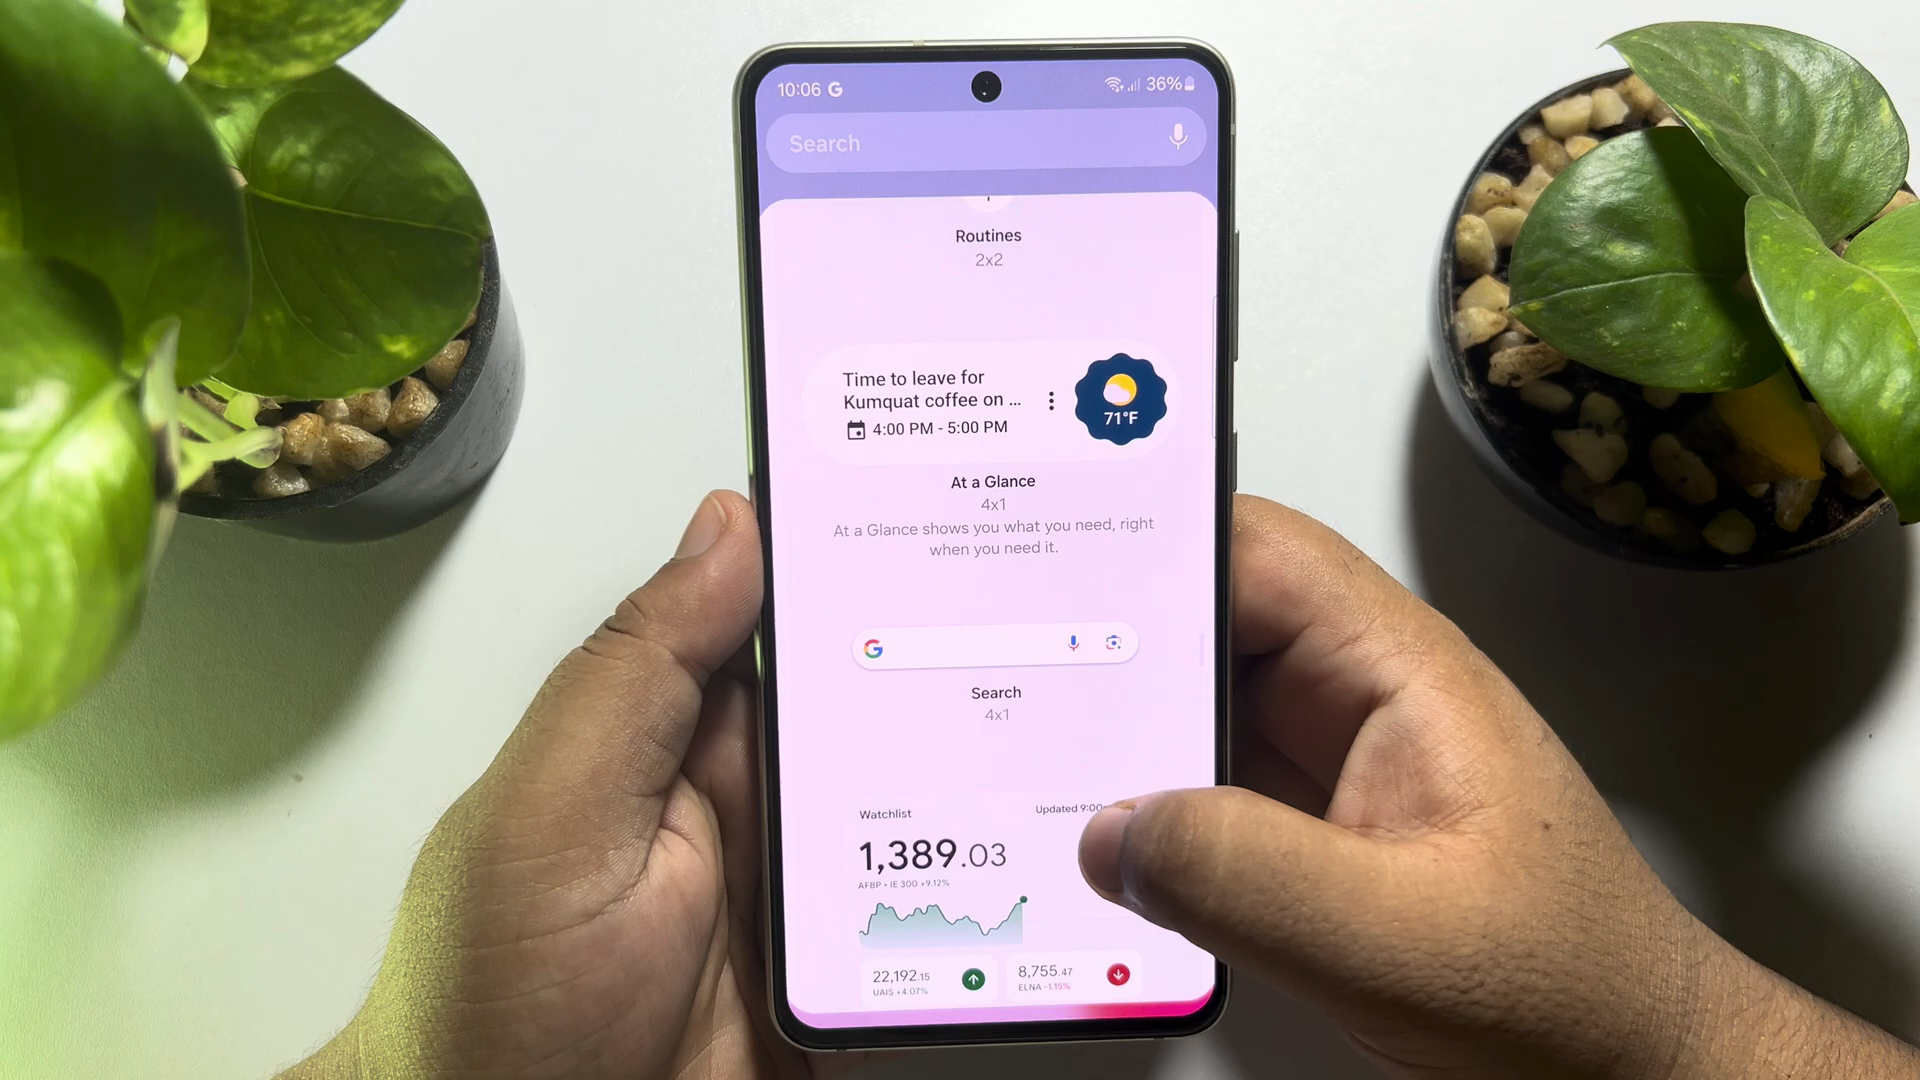 10:06 G
36%
Search
Routines
2x2
Time to leave for
Kumquat coffee on ...
4:00 PM - 5:00 PM
71°F
At a Glance
4x1
At a Glance shows you what you need, right
when you need it.
G
Search
4x1
Watchlist
Updated 9:00
1,389.03
AFBP • IE 300 +9.12%
22,192.15
UAIS +4.07%
8,755.47
ELNA -1.15%